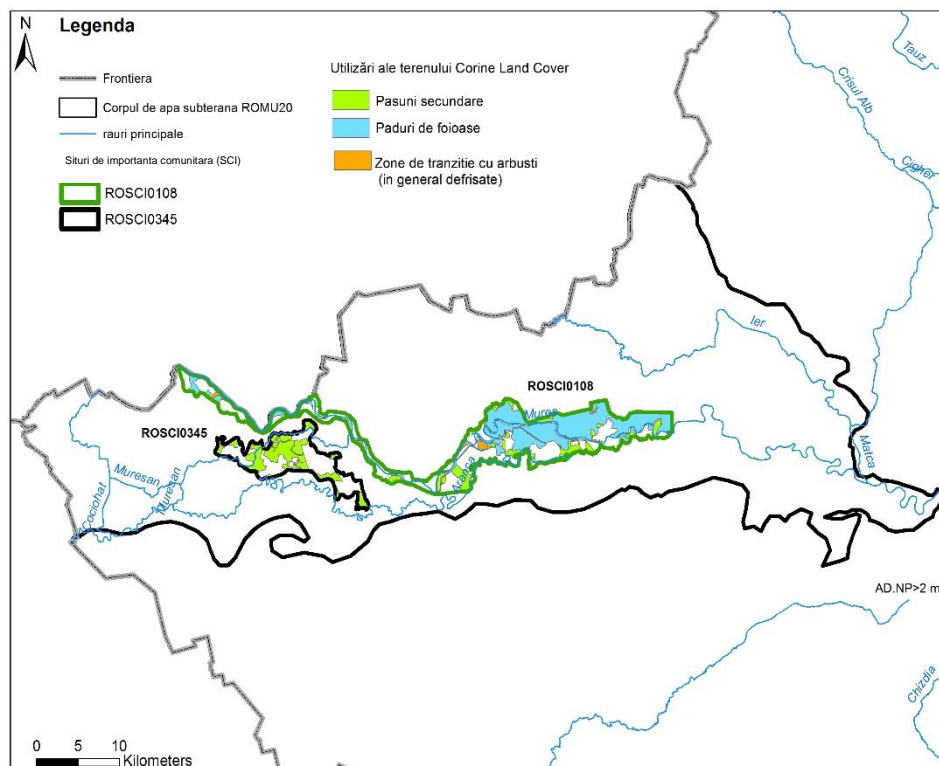 N
Legenda
Frontiera
Corpul de apa subterana ROMU20
rauri principale
Situri de importanta comunitara (SCI)
ROSCI0108
ROSCI0345
Utilizări ale terenului Corine Land Cover
Pasuni secundare
Paduri de foioase
Zone de tranzitie cu arbusti
(in general defrisate)
Tauz
Crisul Alb
Cigher
Ier
ROSCI0108
Mures
ROSCI0345
Muresan
Muresan
Cociohat
Aranca
Matca
AD.NP>2 m
Chizdia
0 5 10
Kilometers